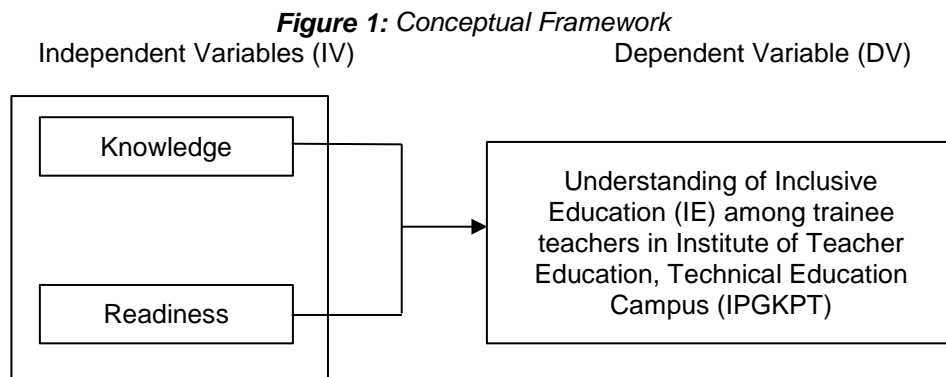 Figure 1: Conceptual Framework
Independent Variables (IV) Dependent Variable (DV)
Knowledge
Readiness
Understanding of Inclusive
Education (IE) among trainee
teachers in Institute of Teacher
Education, Technical Education
Campus (IPGKPT)